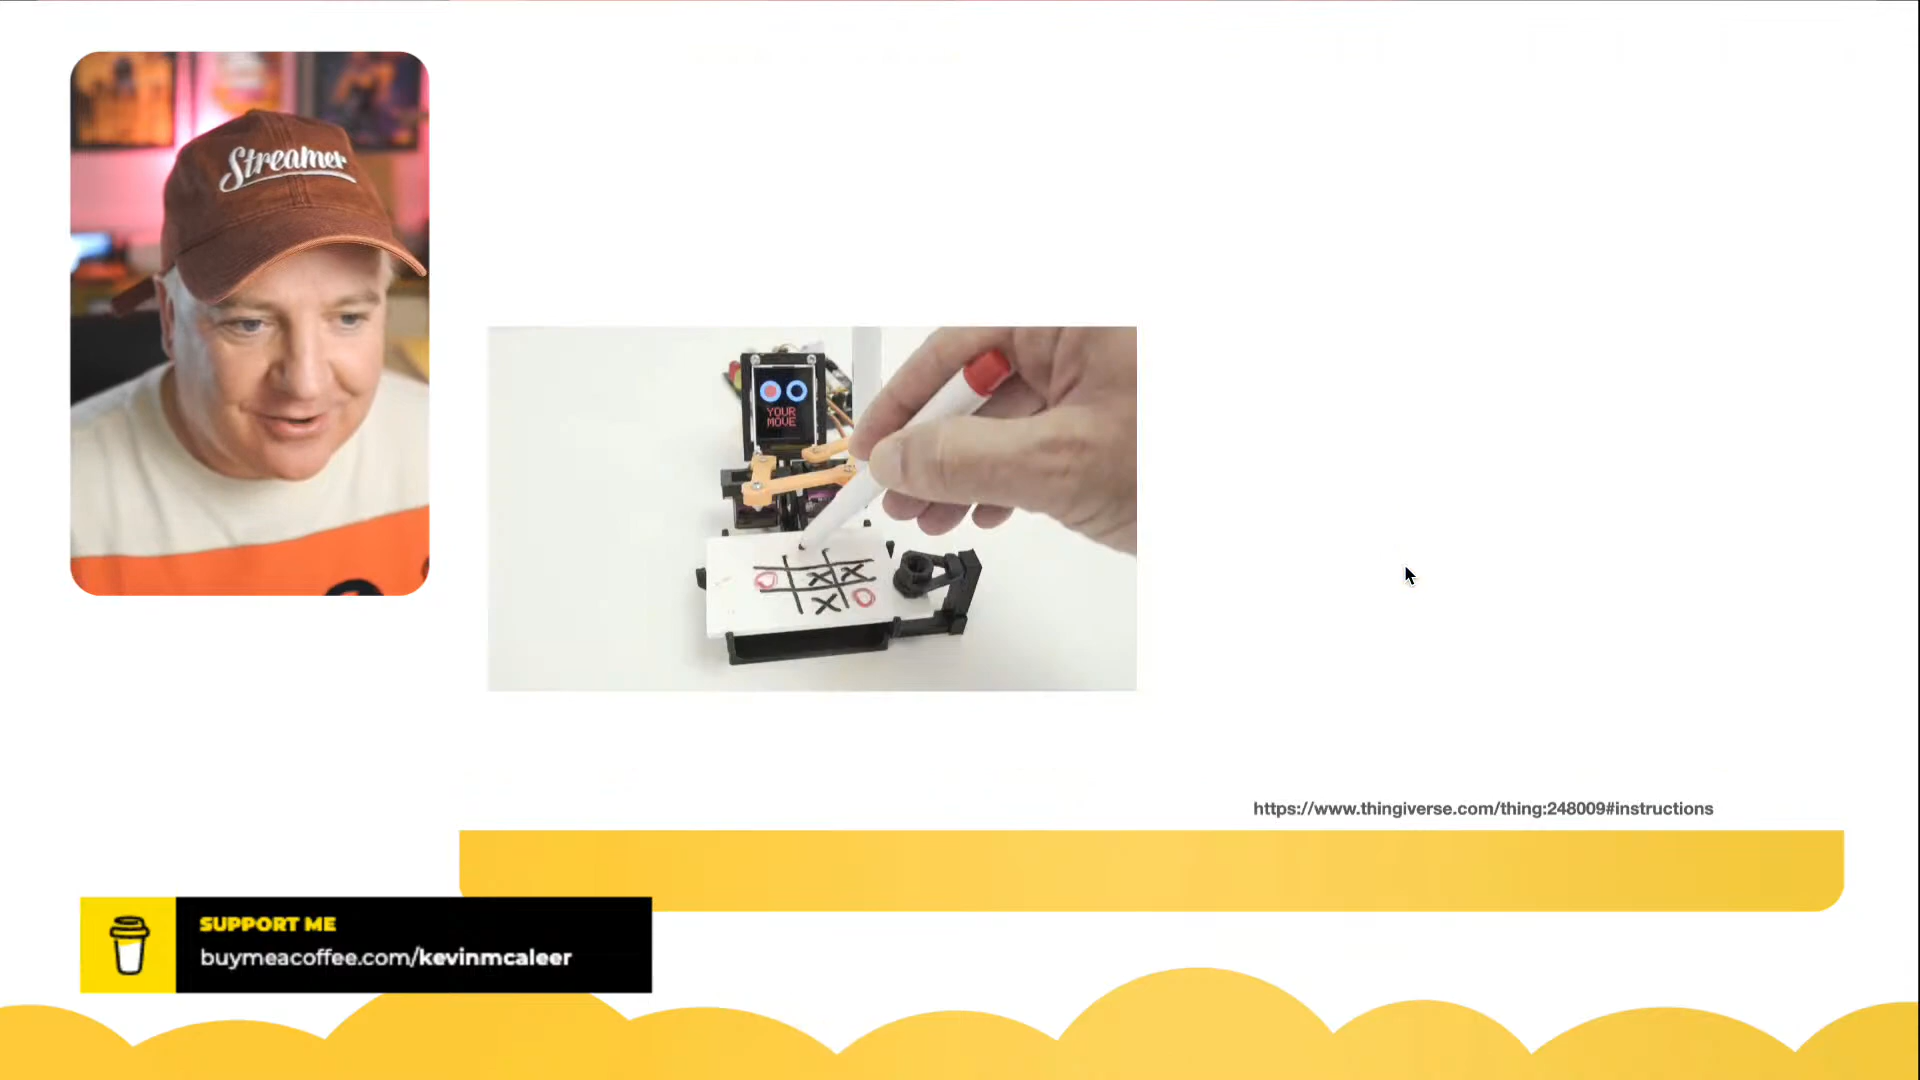 Streamer
YOUR
MOVE
X X
O
X O
https://www.thingiverse.com/thing:248009#instructions
SUPPORT ME
buymeacoffee.com/kevinmcaleer